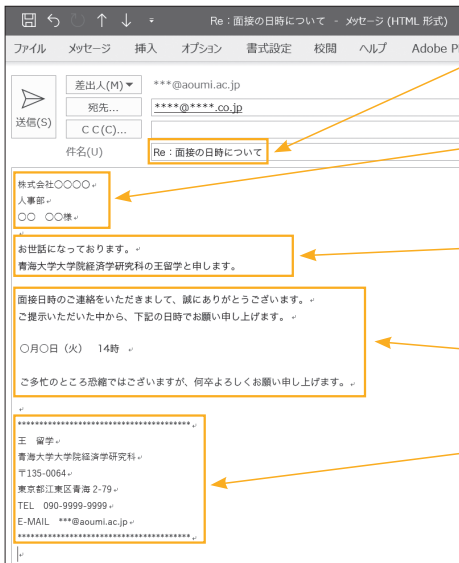 Re：面接の日時について - メッセージ (HTML 形式)
ファイル メッセージ 挿入 オプション 書式設定 校閲 ヘルプ Adobe P
送信(S)
差出人(M) ***@aoumi.ac.jp
宛先... ****@****.co.jp
C C (C)...
件名(U) Re：面接の日時について
株式会社〇〇〇〇
人事部
〇〇 〇〇様
お世話になっております。
青海大学大学院経済学研究科の王留学と申します。
面接日時のご連絡をいただきまして、誠にありがとうございます。
ご提示いただいた中から、下記の日時でお願い申し上げます。
〇月〇日（火） 14時
ご多忙のところ恐縮ではございますが、何卒よろしくお願い申し上げます。
****************************************
王 留学
青海大学大学院経済学研究科
〒135-0064
東京都江東区青海 2-79
TEL 090-9999-9999
E-MAIL ***@aoumi.ac.jp
****************************************